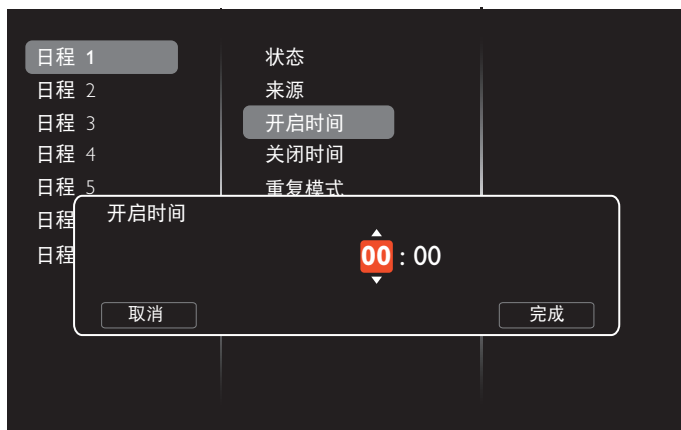 日程 1
日程 2
日程 3
日程 4
日程 5
日程
日程
状态
来源
开启时间
关闭时间
重复模式
开启时间
00 : 00
取消
完成